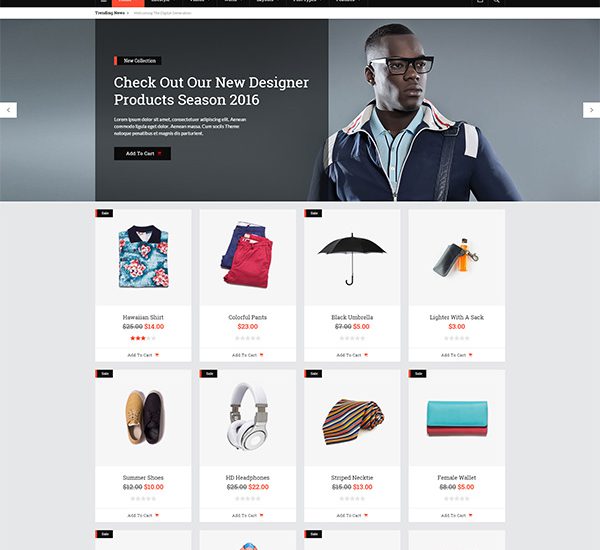 Trending News
Welcoming The Digital Generation
New Collection
Check Out Our New Designer
Products Season 2016
Lorem ipsum dolor sit amet, consectetuer adipiscing elit. Aenean
commodo ligula eget dolor. Aenean massa. Cum sociis Theme
natoque penatibus et magnis dis parturient.
Add To Cart
Sale
Sale
Hawaiian Shirt
Colorful Pants
Black Umbrella
Lighter With A Sack
$25.00 $14.00
$23.00
$7.00 $5.00
$3.00
Add To Cart
Add To Cart
Add To Cart
Add To Cart
Sale
Sale
Sale
Sale
Summer Shoes
HD Headphones
Striped Necktie
Female Wallet
$12.00 $10.00
$25.00 $22.00
$15.00 $13.00
$8.00 $5.00
Add To Cart
Add To Cart
Add To Cart
Add To Cart
Sale
Sale